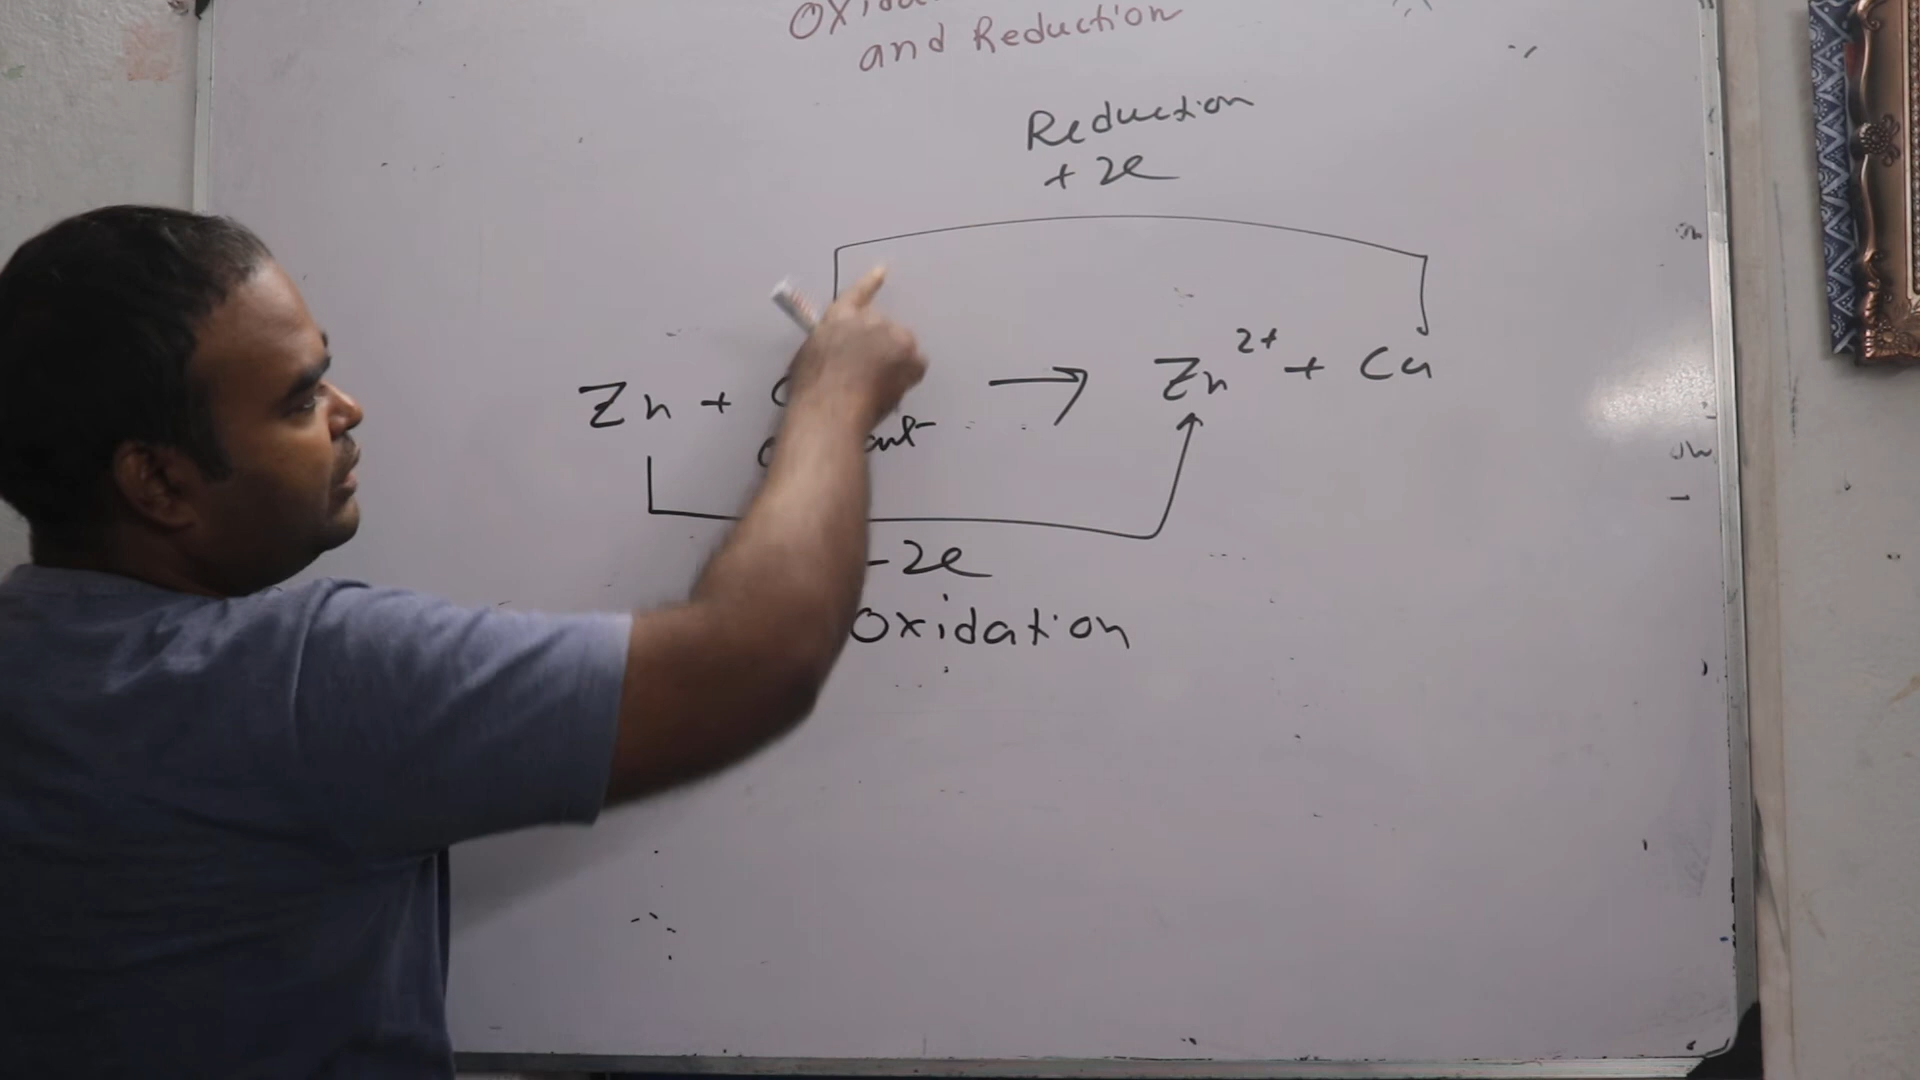 and Reduction
Reduction
+ 2e
Zn + → Zn²⁺ + Cu
- 2e
Oxidation